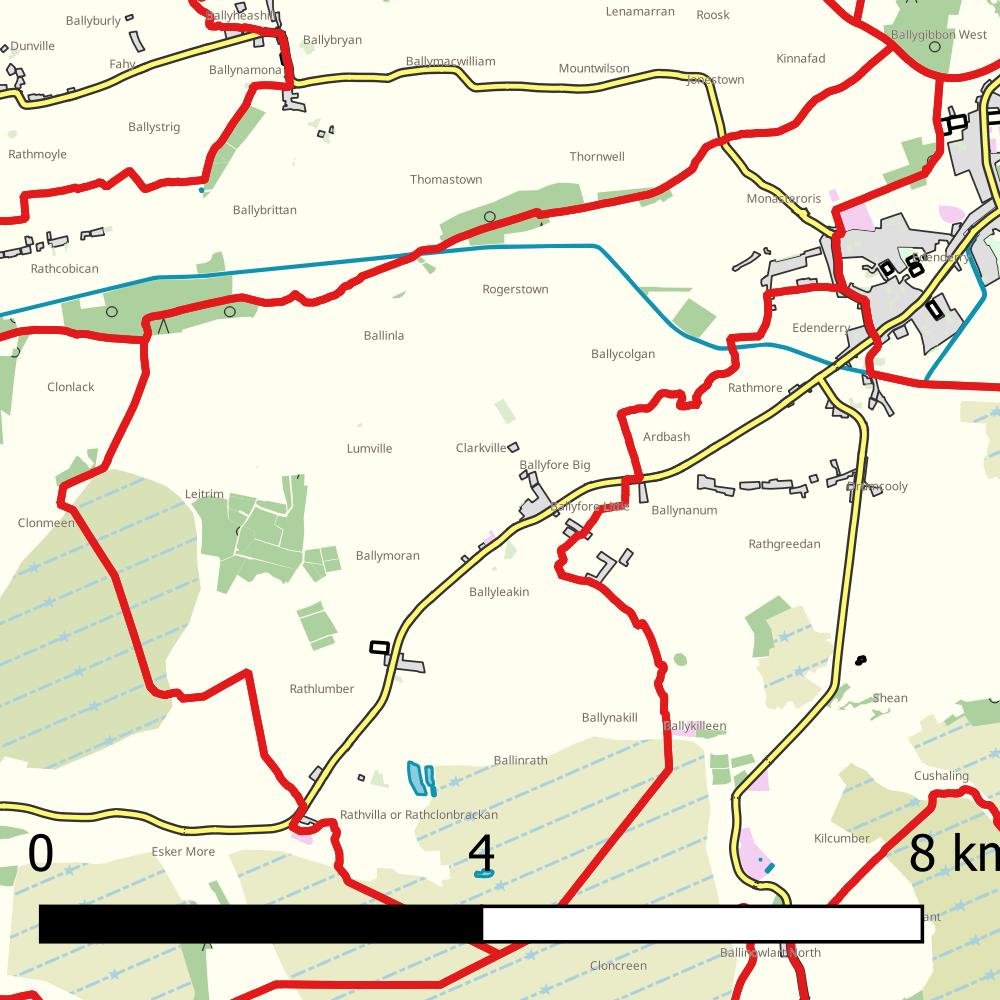 Ballyheashill
Ballyburly
Lenamarran
Roosk
Ballygibbon West
Dunville
Ballybryan
Fahy
Ballynamona
Ballymacwilliam
Mountwilson
Jonestown
Kinnafad
Ballystrig
Rathmoyle
Thornwell
Thomastown
Monasteroris
Ballybrittan
Rathcobican
Edenderry
Rogerstown
Ballinla
Edenderry
Ballycolgan
Clonlack
Rathmore
Ardbash
Lumville
Clarkville
Ballyfore Big
Leitrim
Dromcooly
Ballyfore Little
Ballynanum
Clonmeen
Rathgreedan
Ballymoran
Ballyleakin
Rathlumber
Shean
Ballynakill
Ballykilleen
Ballinrath
Cushaling
Rathvilla or Rathclonbrackan
Kilcumber
Esker More
0 4 8 km
ant
Ballinowlart North
Cloncreen